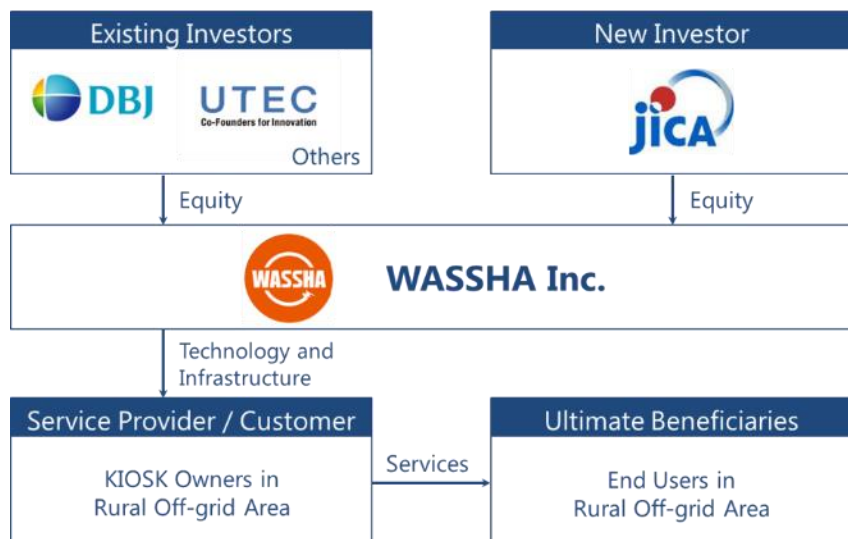 Existing Investors
New Investor
DBJ
UTEC
Co-Founders for Innovation
Others
jica
Equity
Equity
WASSHA
WASSHA Inc.
Technology and
Infrastructure
Service Provider / Customer
Ultimate Beneficiaries
KIOSK Owners in
Rural Off-grid Area
Services
End Users in
Rural Off-grid Area